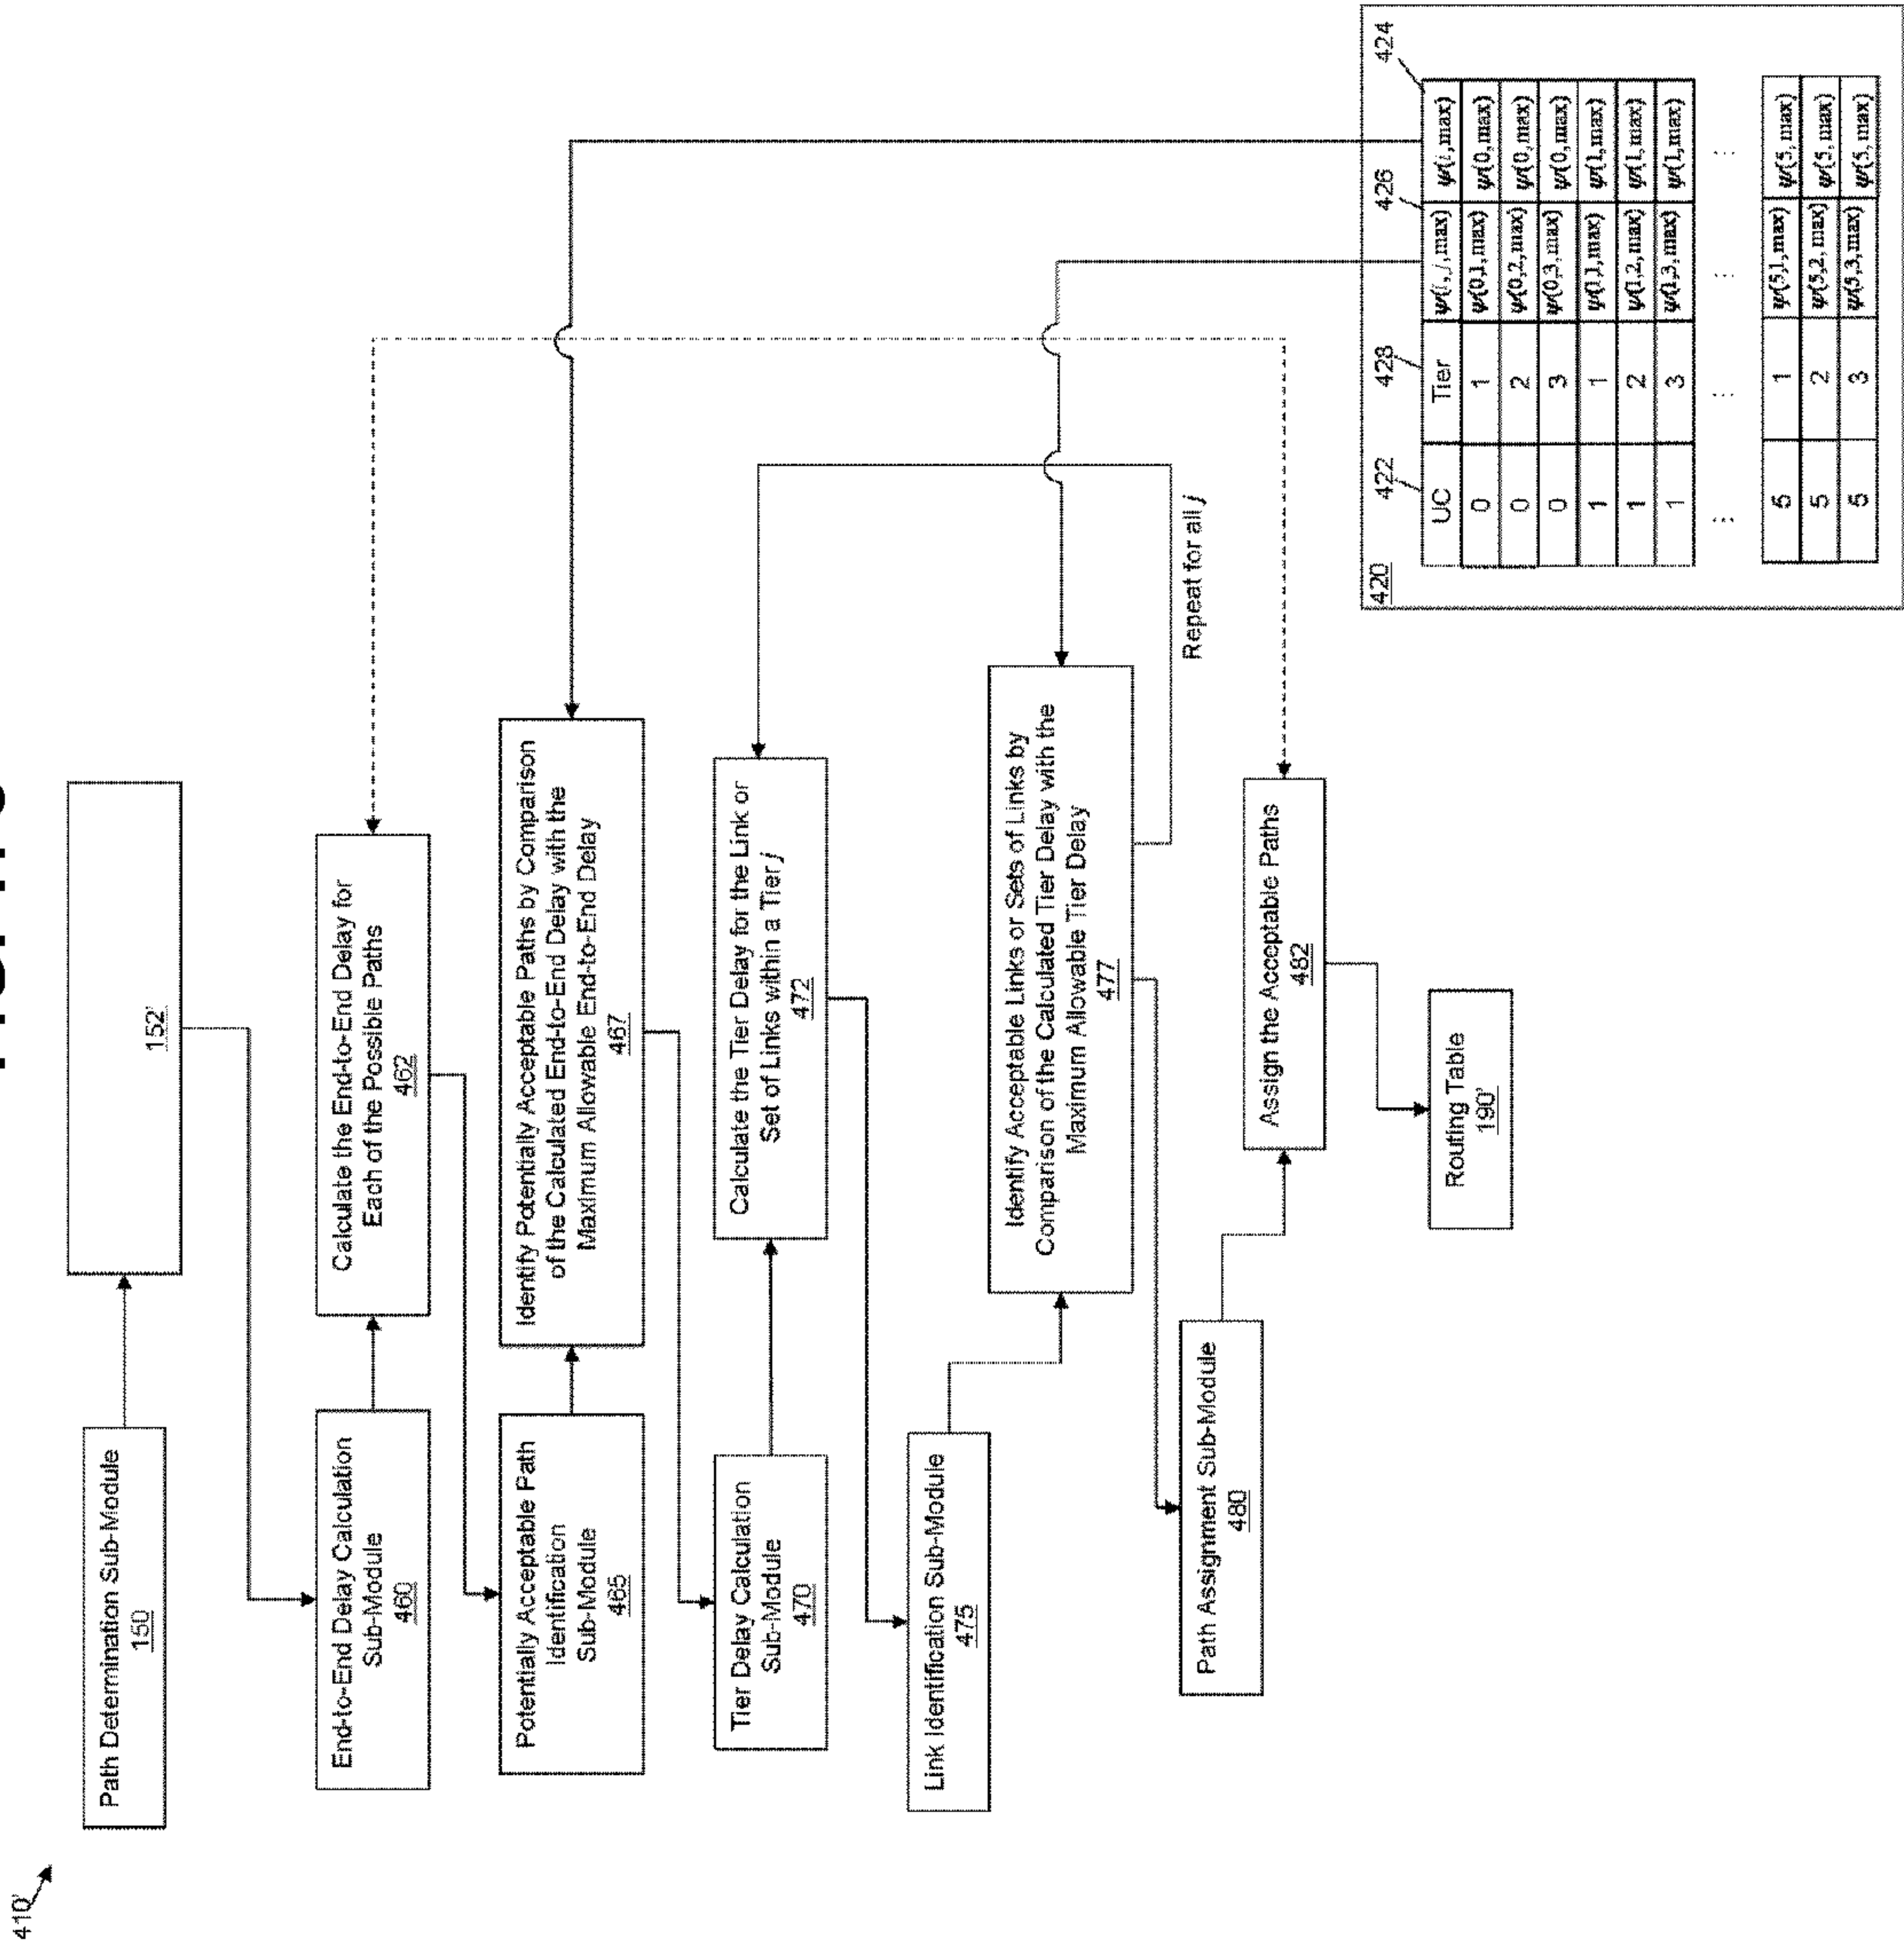 410'
Path Determination Sub-Module
150
152'
End-to-End Delay Calculation
Sub-Module
460
Calculate the End-to-End Delay for
Each of the Possible Paths
462
Potentially Acceptable Path
Identification
Sub-Module
465
Identify Potentially Acceptable Paths by Comparison
of the Calculated End-to-End Delay with the
Maximum Allowable End-to-End Delay
467
Tier Delay Calculation
Sub-Module
470
Calculate the Tier Delay for the Link or
Set of Links within a Tier j
472
Link Identification Sub-Module
475
Identify Acceptable Links or Sets of Links by
Comparison of the Calculated Tier Delay with the
Maximum Allowable Tier Delay
477
Repeat for all j
Path Assignment Sub-Module
480
Assign the Acceptable Paths
482
Routing Table
190'
420
422 428 426 424
UC Tier ψ(i,j,max) ψ(i,max)
0 1 ψ(0,1,max) ψ(0,max)
0 2 ψ(0,2,max) ψ(0,max)
0 3 ψ(0,3,max) ψ(0,max)
1 1 ψ(1,1,max) ψ(1,max)
1 2 ψ(1,2,max) ψ(1,max)
1 3 ψ(1,3,max) ψ(1,max)
⋮ ⋮ ⋮ ⋮
5 1 ψ(5,1,max) ψ(5,max)
5 2 ψ(5,2,max) ψ(5,max)
5 3 ψ(5,3,max) ψ(5,max)